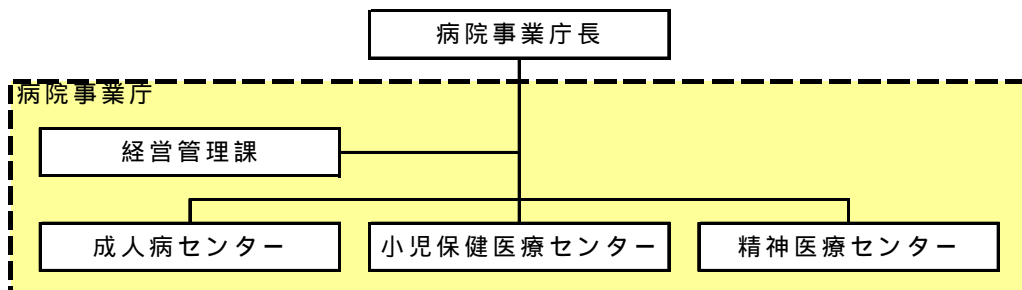 病院事業庁長
病院事業庁
経営管理課
成人病センター
小児保健医療センター
精神医療センター